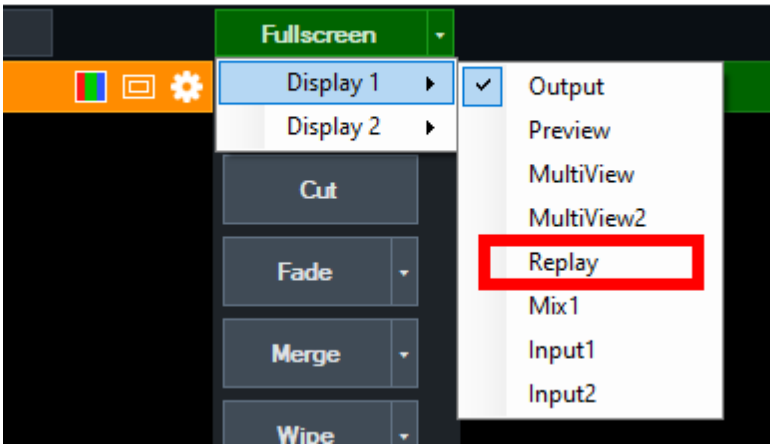 Fullscreen
Display 1
Display 2
Cut
Fade
Merge
Wipe
Output
Preview
MultiView
MultiView2
Replay
Mix1
Input1
Input2